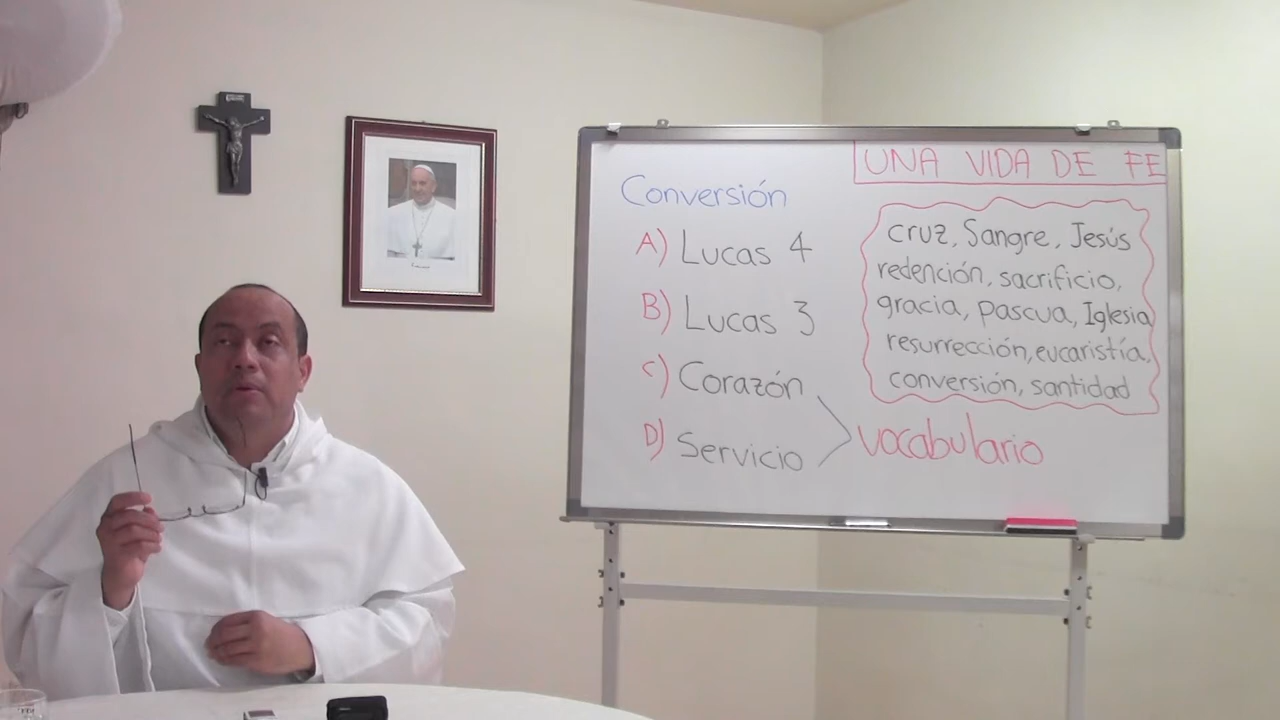 UNA VIDA DE FE
Conversión
A) Lucas 4
B) Lucas 3
C) Corazón
D) Servicio
vocabulario
cruz, Sangre, Jesús
redención, sacrificio,
gracia, pascua, Iglesia
resurrección, eucaristía,
conversión, santidad